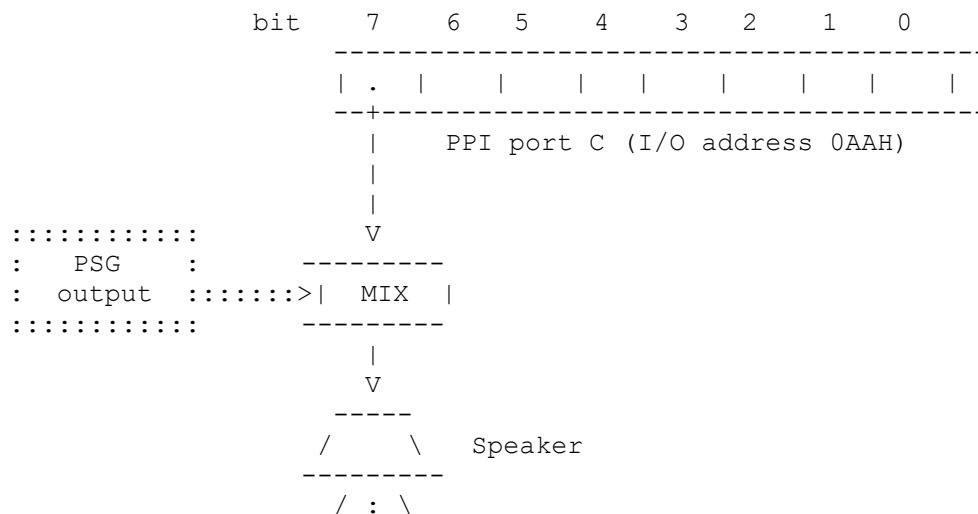 bit 7 6 5 4 3 2 1 0
PPI port C (I/O address 0AAH)
V
PSG
output MIX
V
Speaker